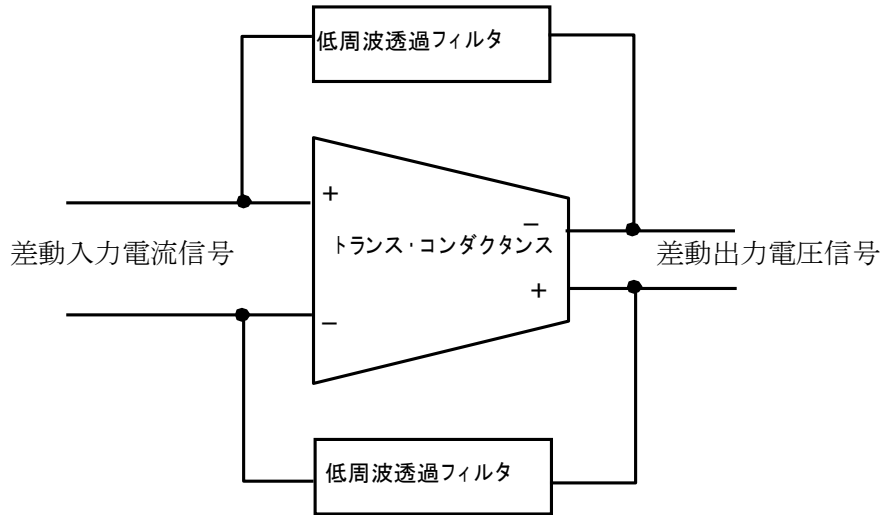 低周波透過フィルタ
+
−
トランス・コンダクタンス
差動入力電流信号
差動出力電圧信号
+
−
低周波透過フィルタ